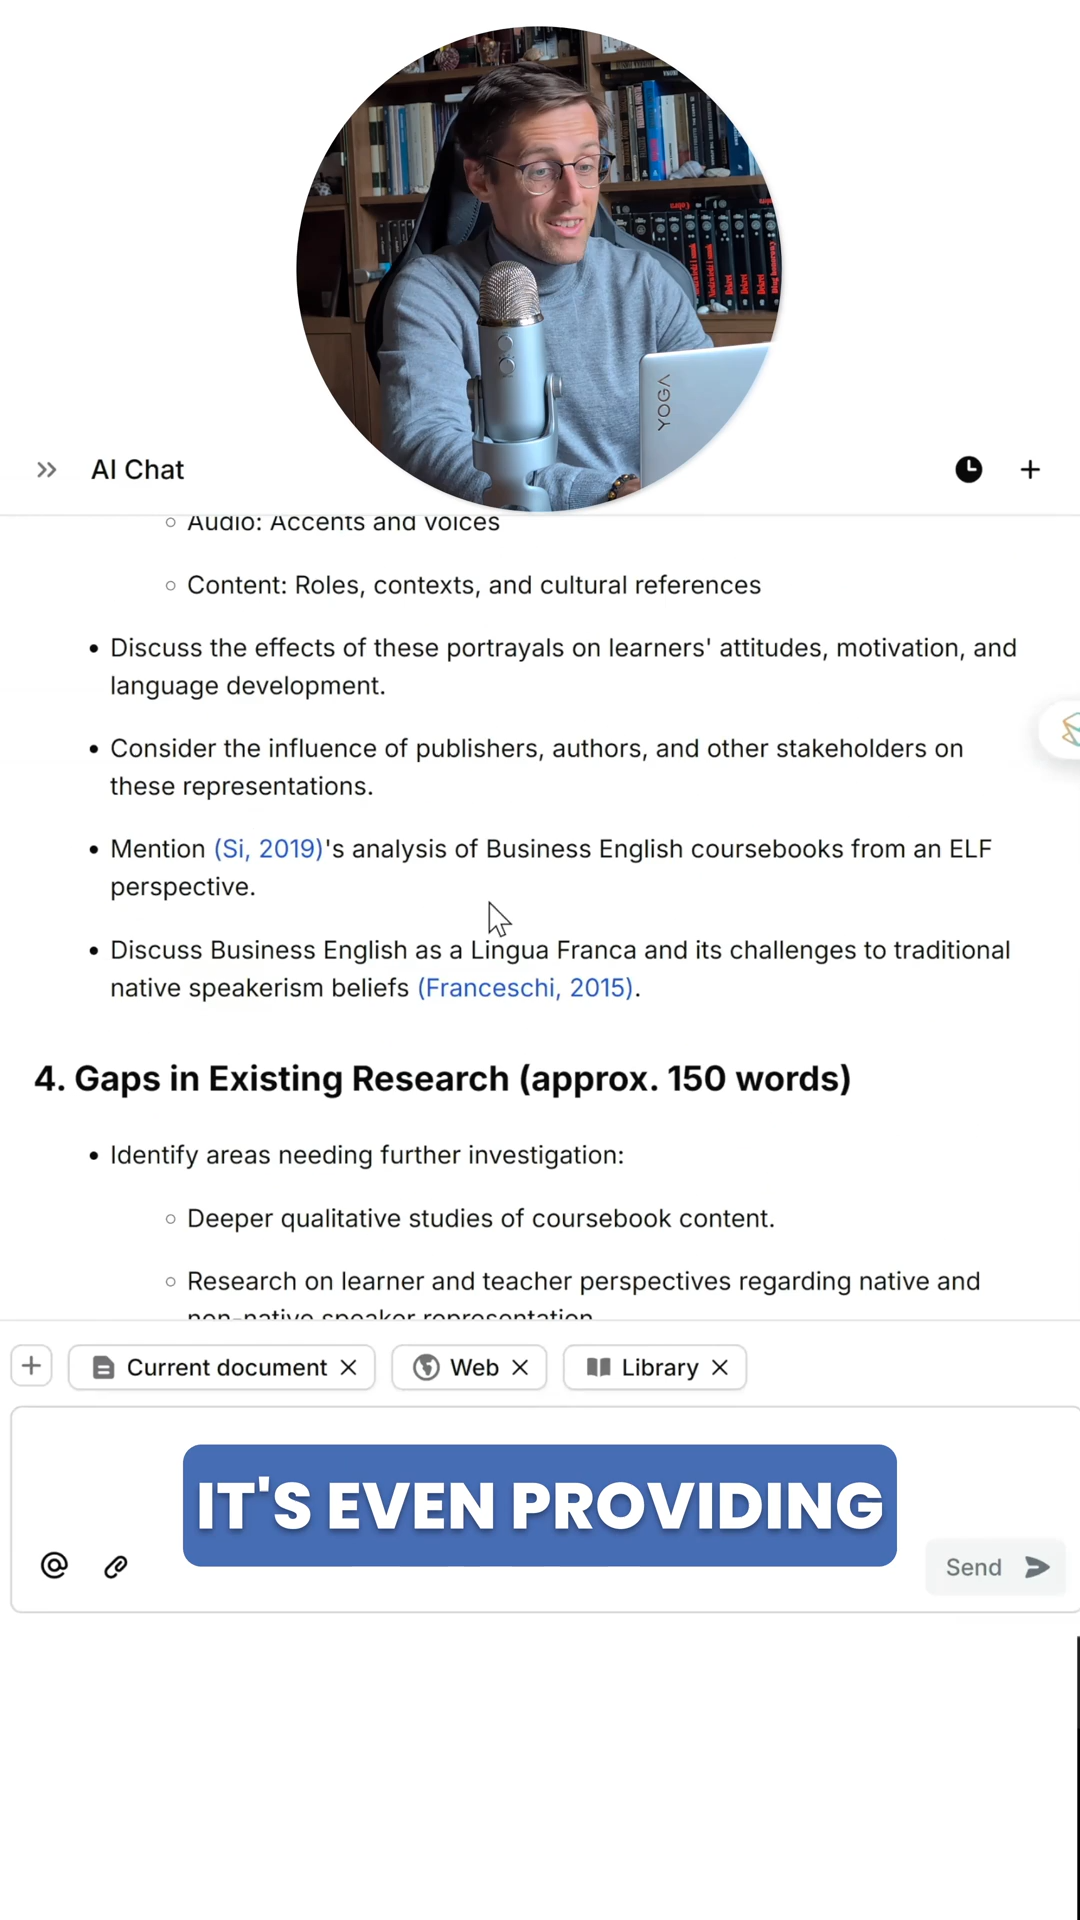 YOGA
AI Chat
Audio: Accents and voices
Content: Roles, contexts, and cultural references
Discuss the effects of these portrayals on learners' attitudes, motivation, and
language development.
Consider the influence of publishers, authors, and other stakeholders on
these representations.
Mention (Si, 2019)'s analysis of Business English coursebooks from an ELF
perspective.
Discuss Business English as a Lingua Franca and its challenges to traditional
native speakerism beliefs (Franceschi, 2015).
4. Gaps in Existing Research (approx. 150 words)
Identify areas needing further investigation:
Deeper qualitative studies of coursebook content.
Research on learner and teacher perspectives regarding native and
non-native speaker representation
Current document
Web
Library
IT'S EVEN PROVIDING
Send